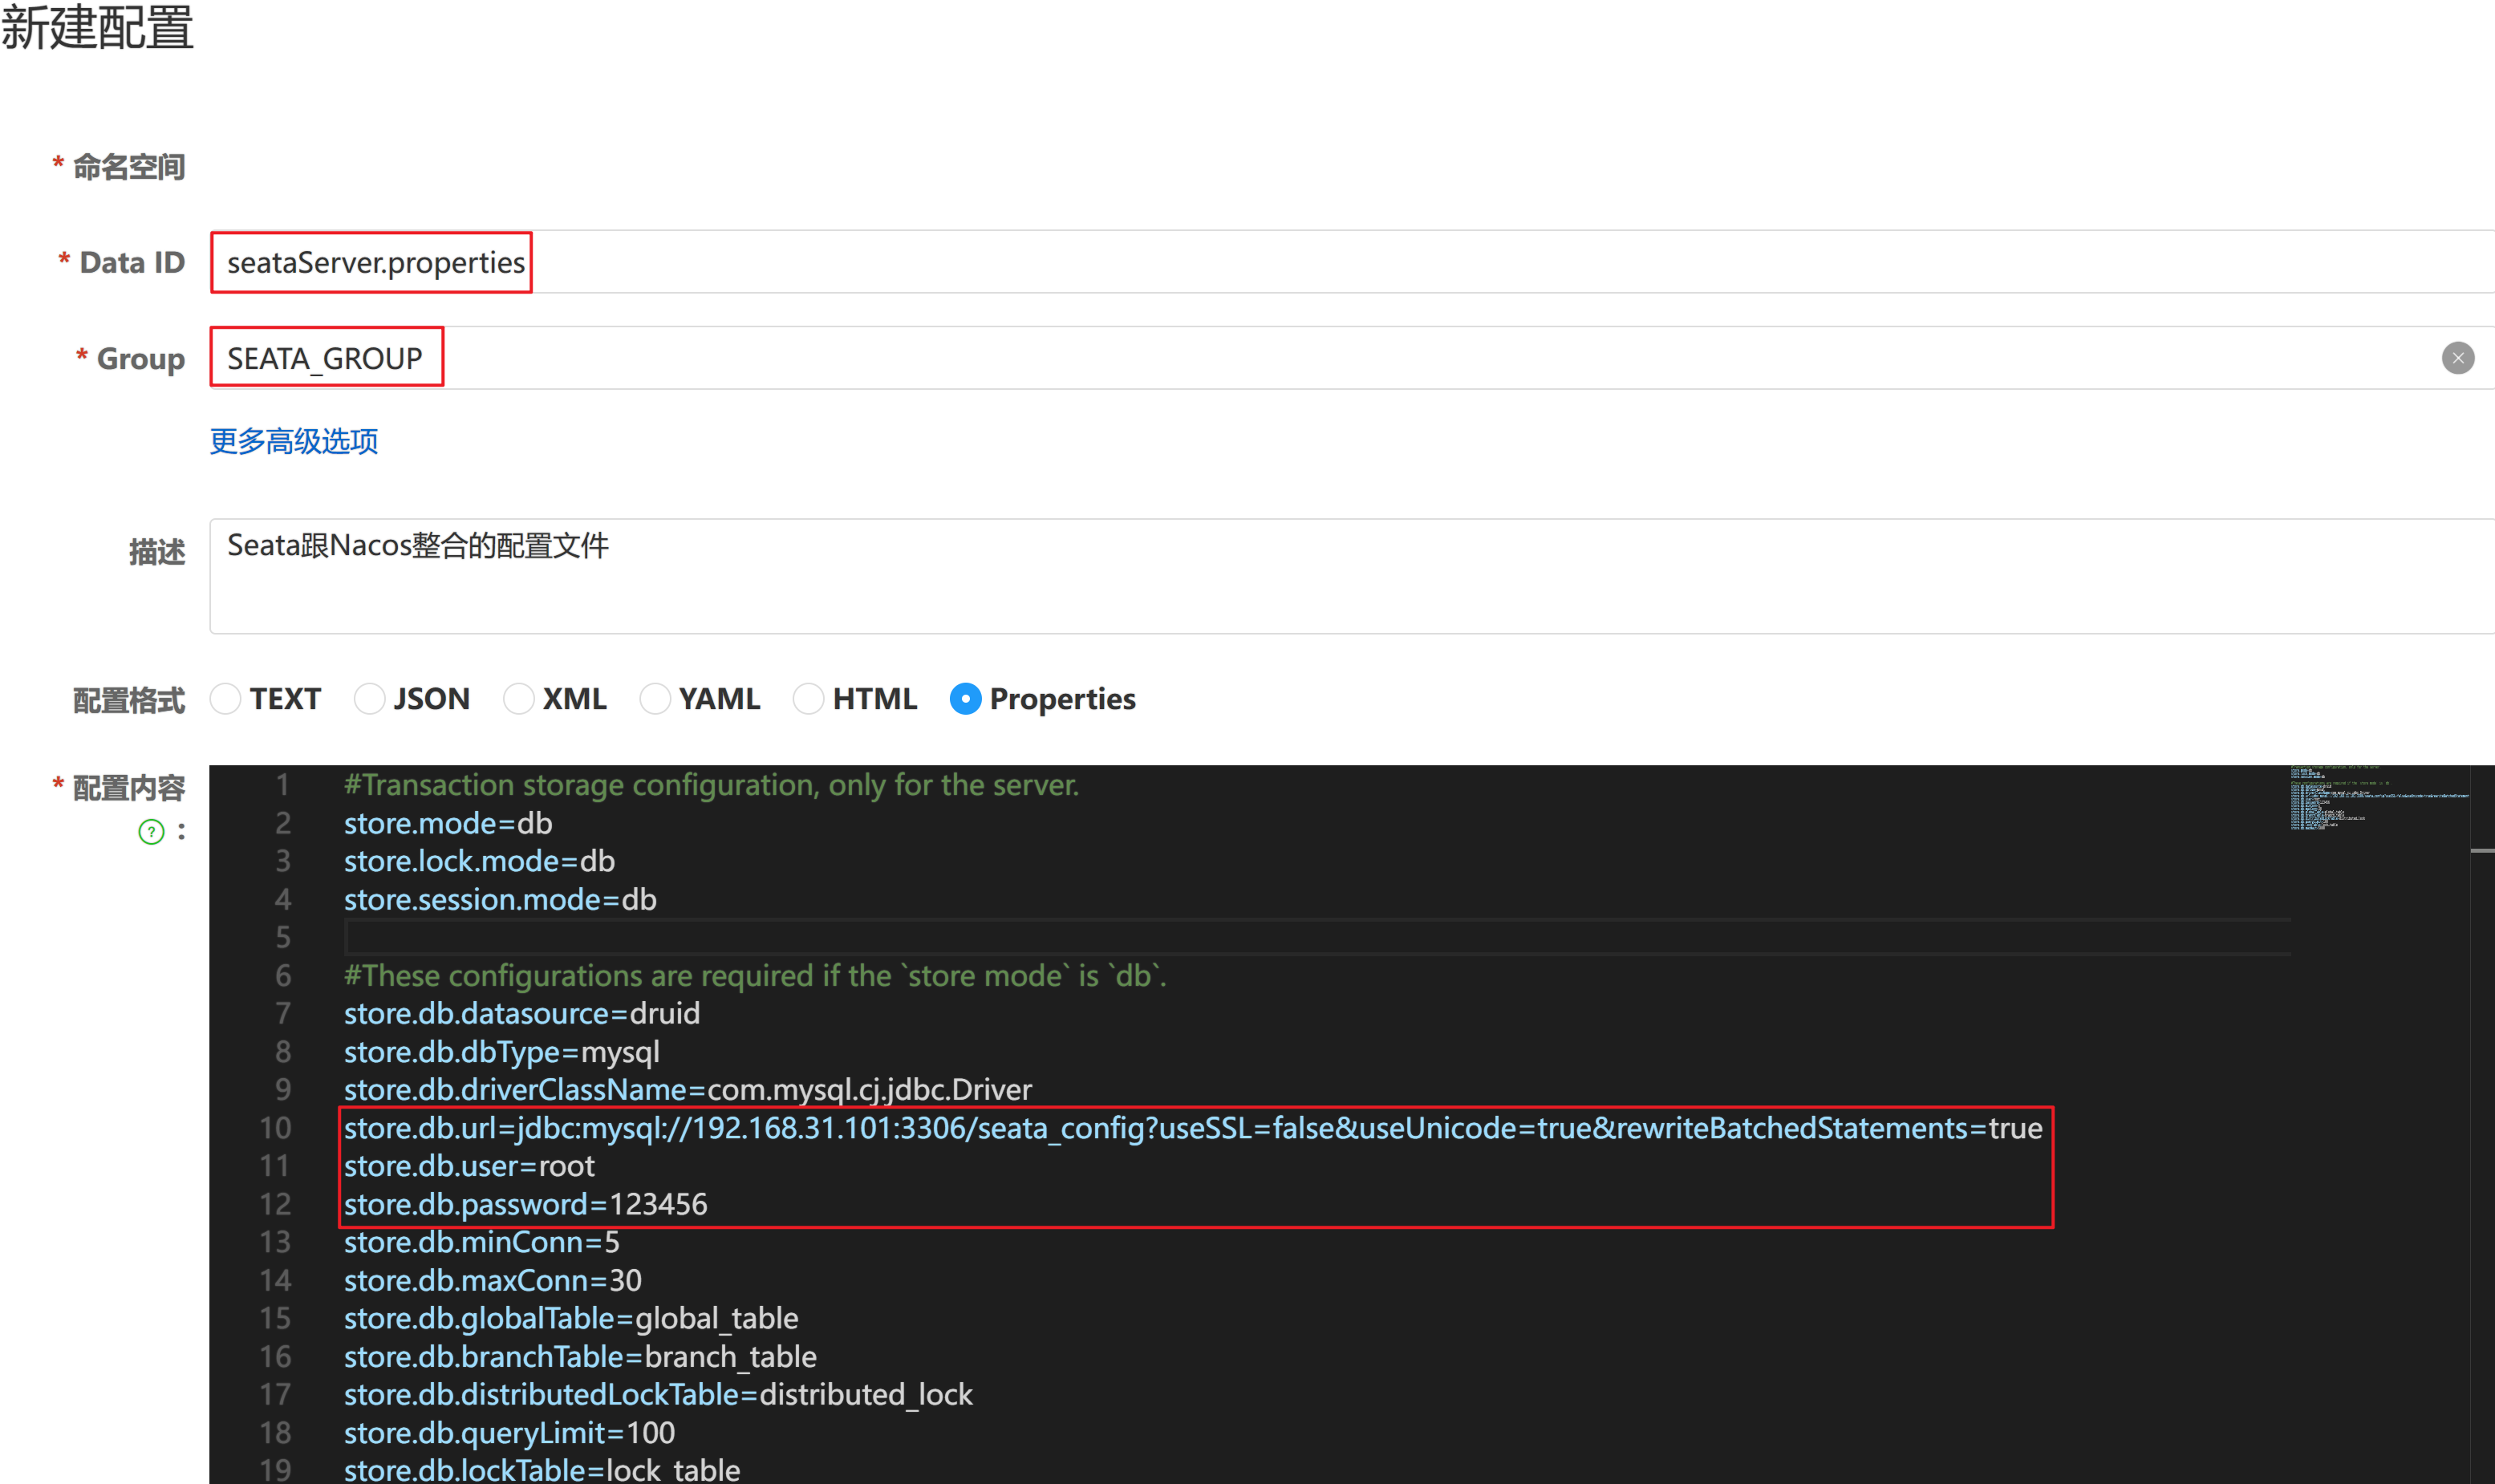 新建配置
* 命名空间
* Data ID seataServer.properties
* Group SEATA_GROUP
更多高级选项
描述 Seata跟Nacos整合的配置文件
配置格式 TEXT JSON XML YAML HTML Properties
* 配置内容
? :
1 #Transaction storage configuration, only for the server.
2 store.mode=db
3 store.lock.mode=db
4 store.session.mode=db
5
6 #These configurations are required if the `store mode` is `db`.
7 store.db.datasource=druid
8 store.db.dbType=mysql
9 store.db.driverClassName=com.mysql.cj.jdbc.Driver
10 store.db.url=jdbc:mysql://192.168.31.101:3306/seata_config?useSSL=false&useUnicode=true&rewriteBatchedStatements=true
11 store.db.user=root
12 store.db.password=123456
13 store.db.minConn=5
14 store.db.maxConn=30
15 store.db.globalTable=global_table
16 store.db.branchTable=branch_table
17 store.db.distributedLockTable=distributed_lock
18 store.db.queryLimit=100
19 store.db.lockTable=lock_table